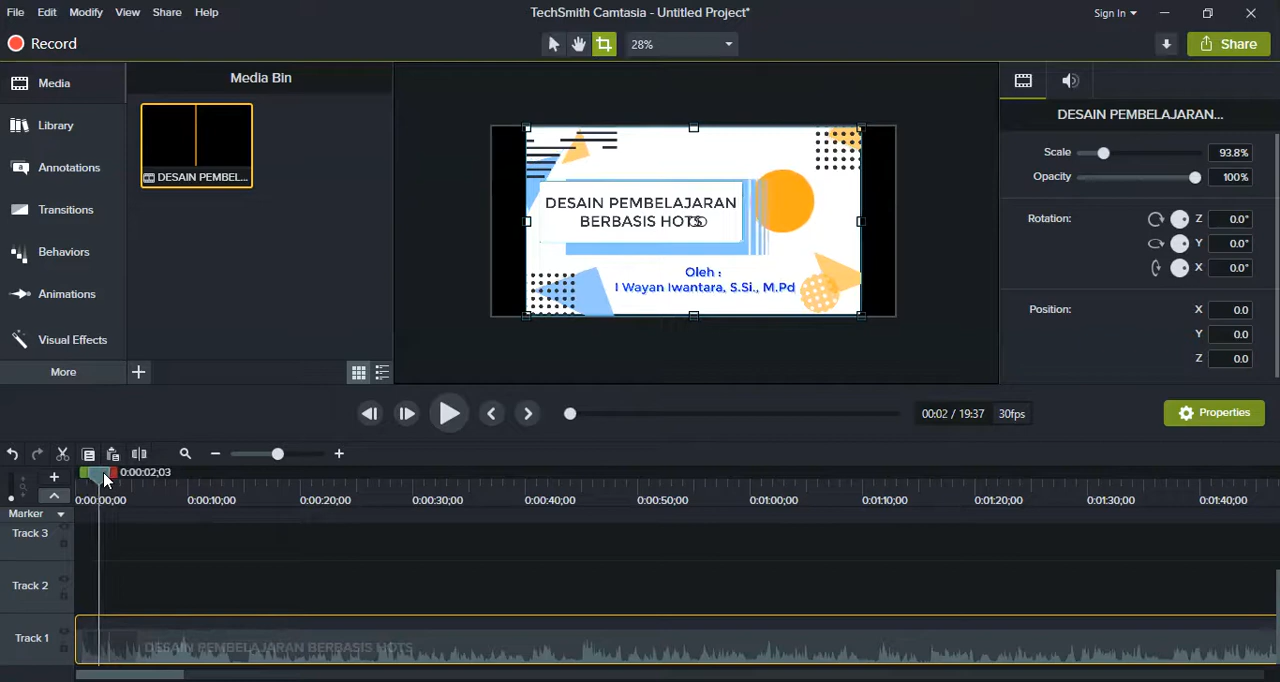 File Edit Modify View Share Help
TechSmith Camtasia - Untitled Project*
Sign In
Record
28%
Share
Media
Library
Annotations
Transitions
Behaviors
Animations
Visual Effects
More
Media Bin
DESAIN PEMBEL...
DESAIN PEMBELAJARAN
BERBASIS HOTS
Oleh :
I Wayan Iwantara, S.Si., M.Pd
DESAIN PEMBELAJARAN...
Scale 93.8%
Opacity 100%
Rotation: Z 0.0°
Y 0.0°
X 0.0°
Position: X 0.0
Y 0.0
Z 0.0
00:02 / 19:37 30fps
Properties
0:00:02;03
0:00:00;00 0:00:10;00 0:00:20;00 0:00:30;00 0:00:40;00 0:00:50;00 0:01:00;00 0:01:10;00 0:01:20;00 0:01:30;00 0:01:40;00
Marker
Track 3
Track 2
Track 1
DESAIN PEMBELAJARAN BERBASIS HOTS